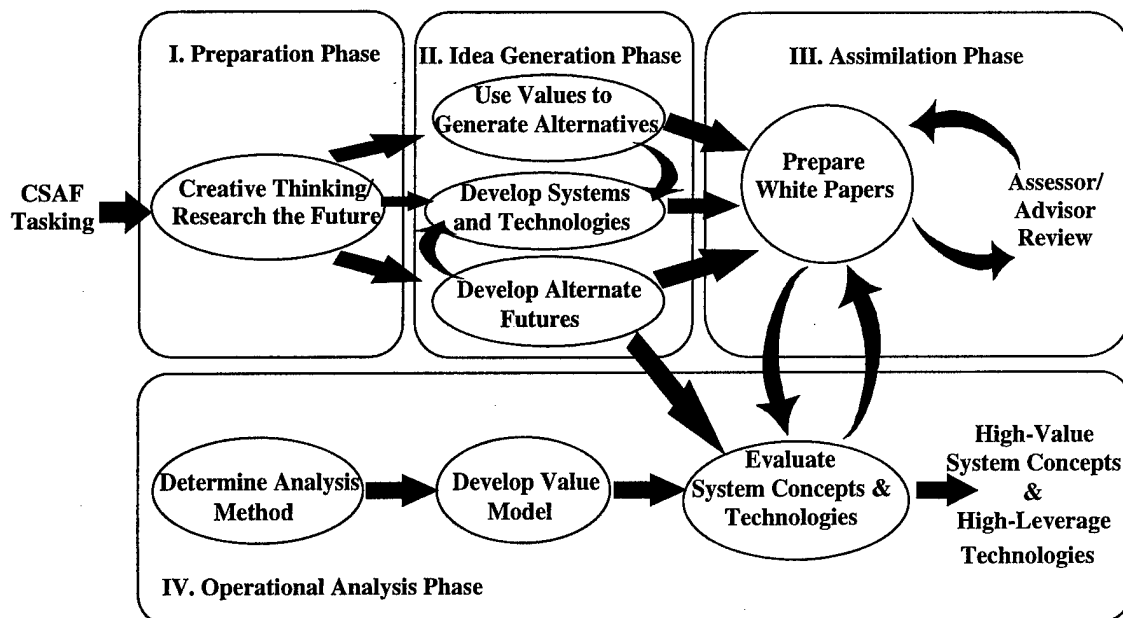 I. Preparation Phase
II. Idea Generation Phase
III. Assimilation Phase
Use Values to
Generate Alternatives
CSAF
Tasking
Creative Thinking/
Research the Future
Develop Systems
and Technologies
Develop Alternate
Futures
Prepare
White Papers
Assessor/
Advisor
Review
Determine Analysis
Method
Develop Value
Model
Evaluate
System Concepts &
Technologies
High-Value
System Concepts
&
High-Leverage
Technologies
IV. Operational Analysis Phase